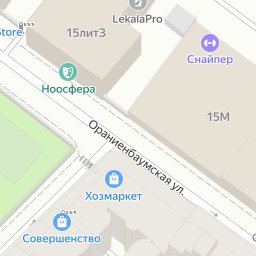 LekalaPro
15лит3
Store
Снайпер
Ноосфера
15М
Ораниенбаумская ул.
Хозмаркет
Совершенство